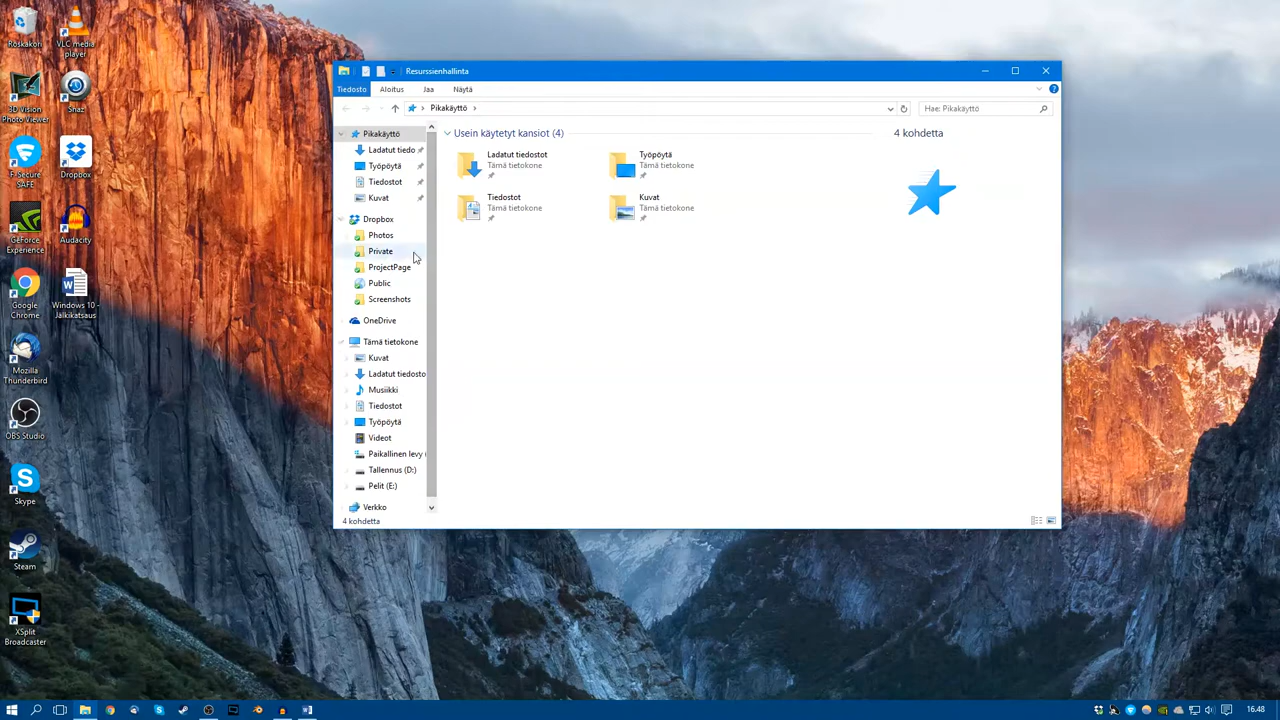 Roskakori
VLC media
player
3D Vision
Photo Viewer
Snaz
F-Secure
SAFE
Dropbox
GeForce
Experience
Audacity
Google
Chrome
Windows 10 -
Jälkikatsaus
Mozilla
Thunderbird
OBS Studio
Skype
Steam
XSplit
Broadcaster
Resurssienhallinta
Tiedosto Aloitus Jaa Näytä
Pikakäyttö
Hae: Pikakäyttö
Pikakäyttö
Ladatut tiedo
Työpöytä
Tiedostot
Kuvat
Dropbox
Photos
Private
ProjectPage
Public
Screenshots
OneDrive
Tämä tietokone
Kuvat
Ladatut tiedosto
Musiikki
Tiedostot
Työpöytä
Videot
Paikallinen levy (
Tallennus (D:)
Pelit (E:)
Verkko
Usein käytetyt kansiot (4)
Ladatut tiedostot
Tämä tietokone
Työpöytä
Tämä tietokone
Tiedostot
Tämä tietokone
Kuvat
Tämä tietokone
4 kohdetta
4 kohdetta
16.48